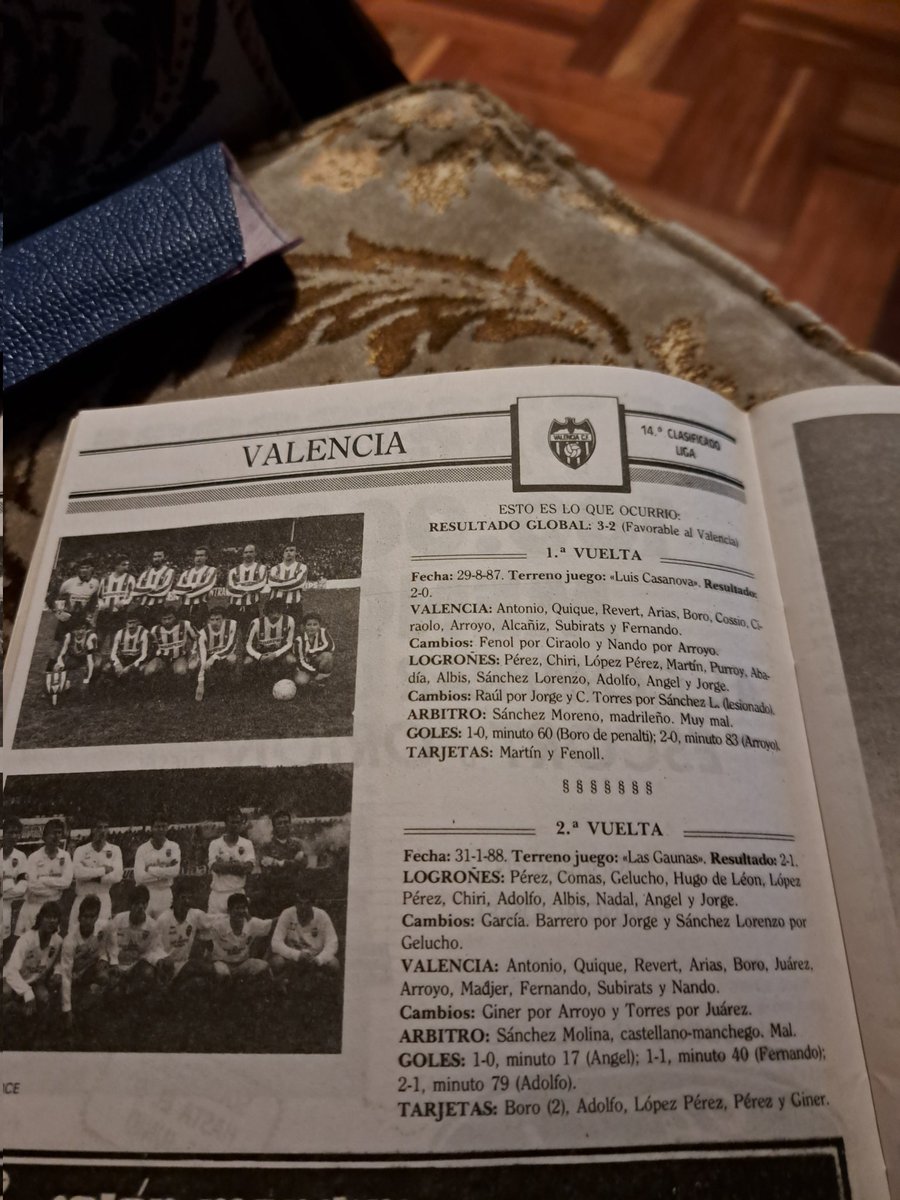 VALENCIA
VALENCIA C.F.
14.º CLASIFICADO
LIGA
ESTO ES LO QUE OCURRIO:
RESULTADO GLOBAL: 3-2 (Favorable al Valencia)
1.ª VUELTA
Fecha: 29-8-87. Terreno juego: «Luis Casanova». Resultado:
2-0.
VALENCIA: Antonio, Quique, Revert, Arias, Boro, Cossio, Ci-
raolo, Arroyo, Alcañiz, Subirats y Fernando.
Cambios: Fenol por Ciraolo y Nando por Arroyo.
LOGROÑES: Pérez, Chiri, López Pérez, Martín, Purroy, Aba-
día, Albis, Sánchez Lorenzo, Adolfo, Angel y Jorge.
Cambios: Raúl por Jorge y C. Torres por Sánchez L. (lesionado).
ARBITRO: Sánchez Moreno, madrileño. Muy mal.
GOLES: 1-0, minuto 60 (Boro de penalti); 2-0, minuto 83 (Arroyo).
TARJETAS: Martín y Fenoll.
§ § § § § § §
2.ª VUELTA
Fecha: 31-1-88. Terreno juego: «Las Gaunas». Resultado: 2-1.
LOGROÑES: Pérez, Comas, Gelucho, Hugo de Léon, López
Pérez, Chiri, Adolfo, Albis, Nadal, Angel y Jorge.
Cambios: García. Barrero por Jorge y Sánchez Lorenzo por
Gelucho.
VALENCIA: Antonio, Quique, Revert, Arias, Boro, Juárez,
Arroyo, Madjer, Fernando, Subirats y Nando.
Cambios: Giner por Arroyo y Torres por Juárez.
ARBITRO: Sánchez Molina, castellano-manchego. Mal.
GOLES: 1-0, minuto 17 (Angel); 1-1, minuto 40 (Fernando);
2-1, minuto 79 (Adolfo).
TARJETAS: Boro (2), Adolfo, López Pérez, Pérez y Giner.